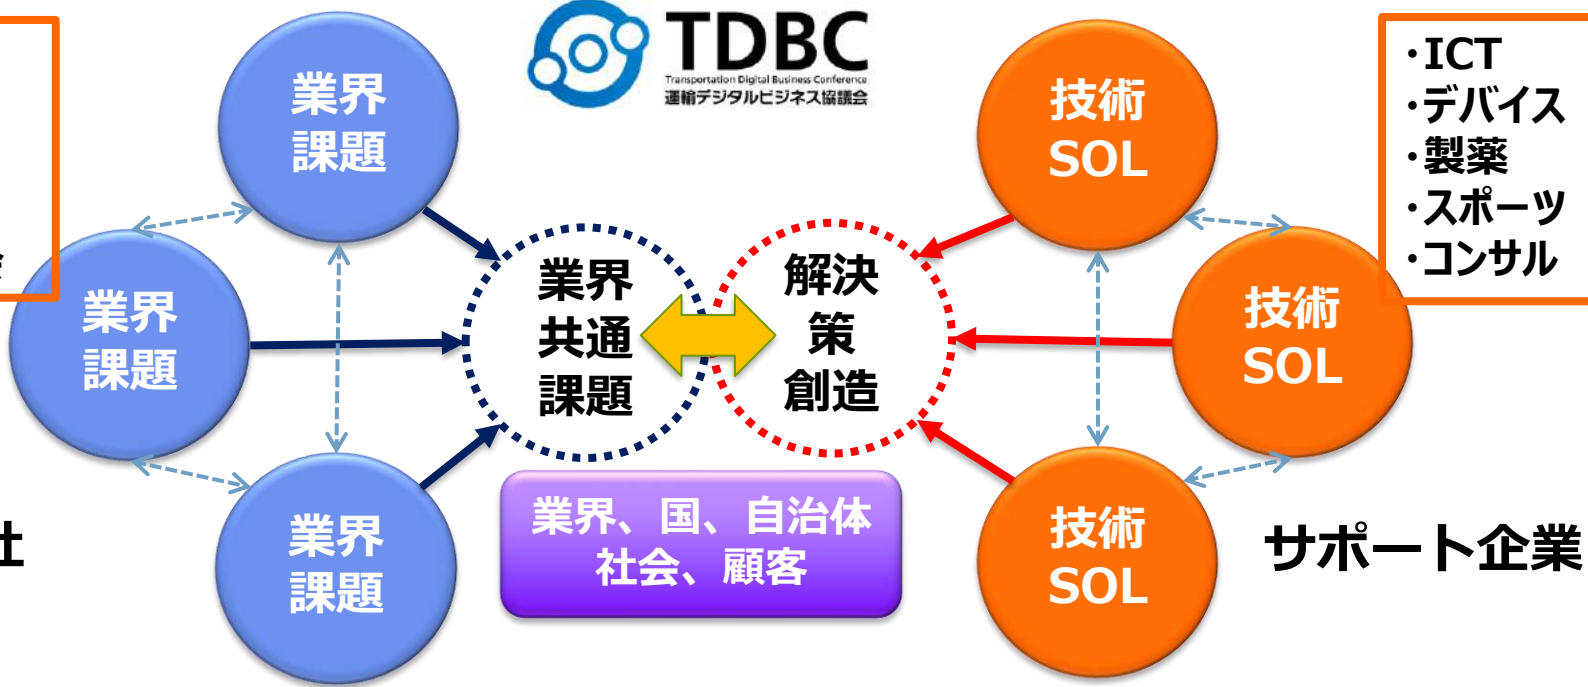 TDBC
Transportation Digital Business Conference
運輸デジタルビジネス協議会
業界
課題
業界
課題
業界
課題
社
業界
共通
課題
解決
策
創造
業界、国、自治体
社会、顧客
技術
SOL
技術
SOL
技術
SOL
・ICT
・デバイス
・製薬
・スポーツ
・コンサル
サポート企業